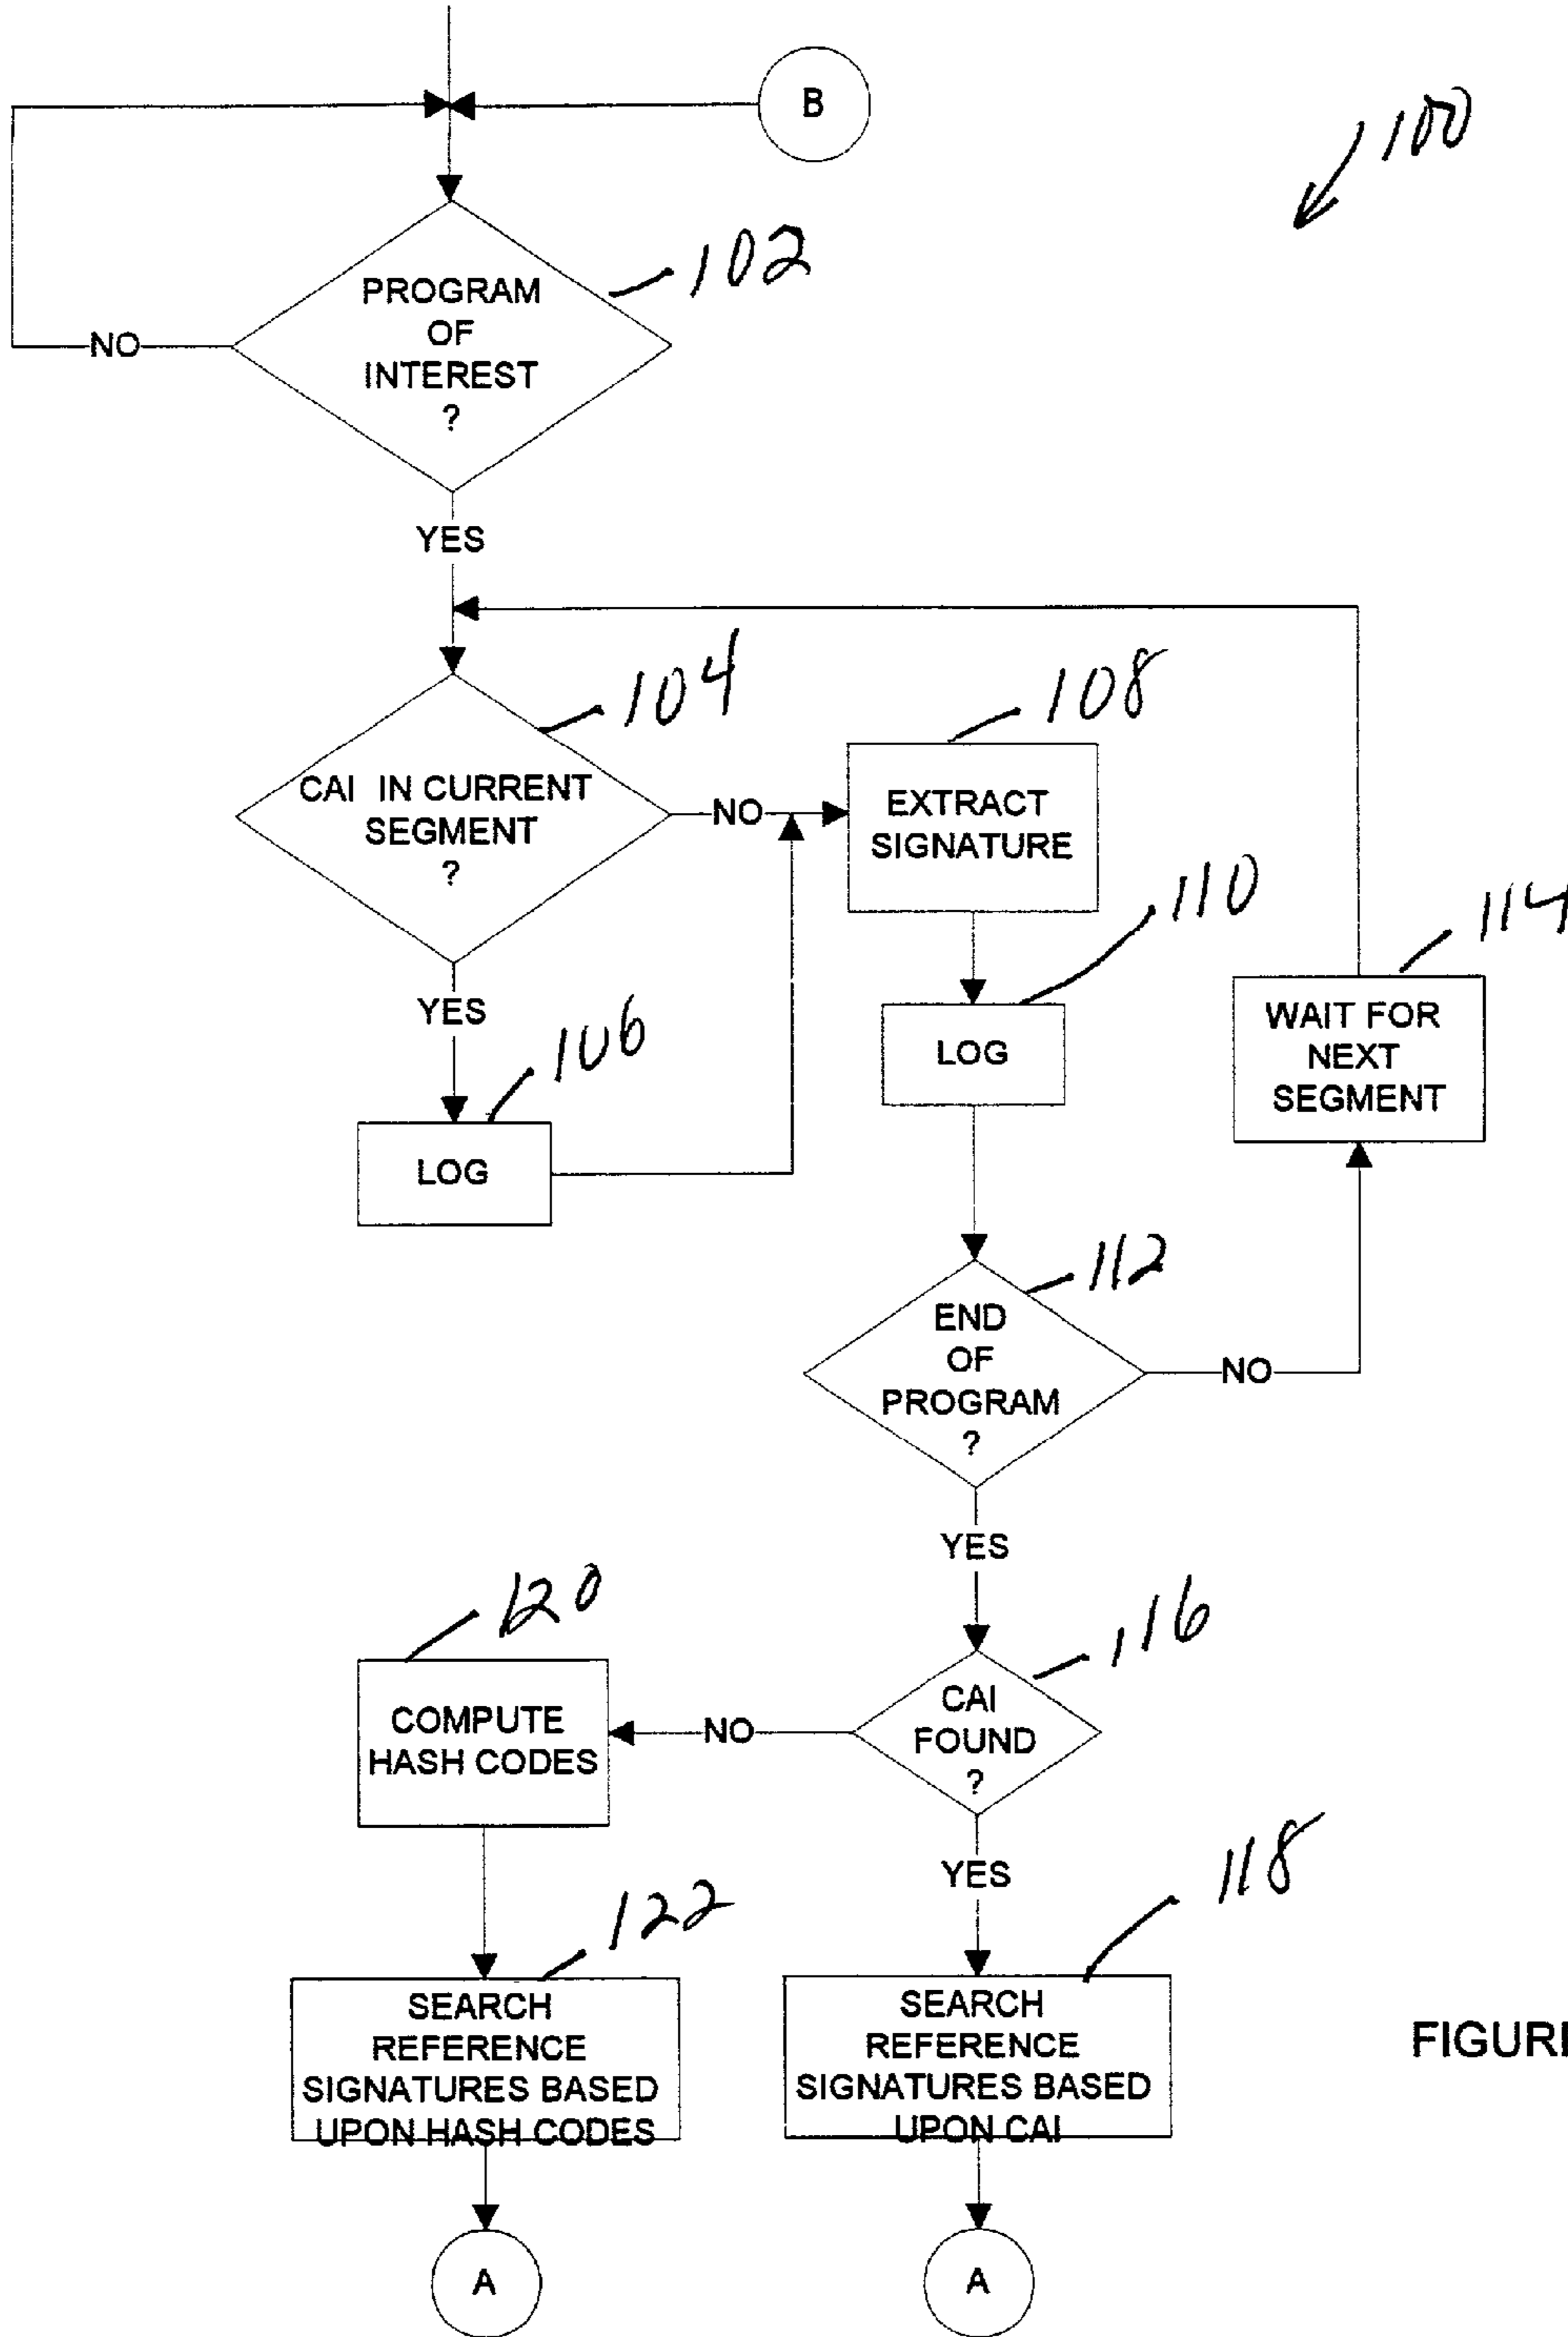 B
100
102
PROGRAM
OF
INTEREST
?
NO
YES
104
CAI IN CURRENT
SEGMENT
?
NO
108
EXTRACT
SIGNATURE
110
114
YES
106
LOG
LOG
WAIT FOR
NEXT
SEGMENT
112
END
OF
PROGRAM
?
NO
YES
120
116
COMPUTE
HASH CODES
NO
CAI
FOUND
?
YES
118
122
SEARCH
REFERENCE
SIGNATURES BASED
UPON HASH CODES
SEARCH
REFERENCE
SIGNATURES BASED
UPON CAI
FIGUR
A
A